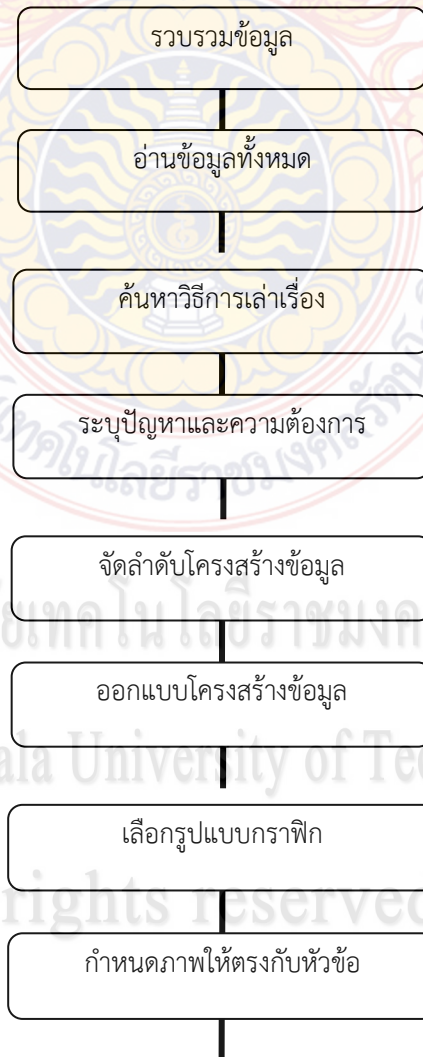 รวบรวมข้อมูล
อ่านข้อมูลทั้งหมด
ค้นหาวิธีการเล่าเรื่อง
ระบุปัญหาและความต้องการ
จัดลำดับโครงสร้างข้อมูล
ออกแบบโครงสร้างข้อมูล
University of
เลือกรูปแบบกราฟิก
rights reserved
กำหนดภาพให้ตรงกับหัวข้อ